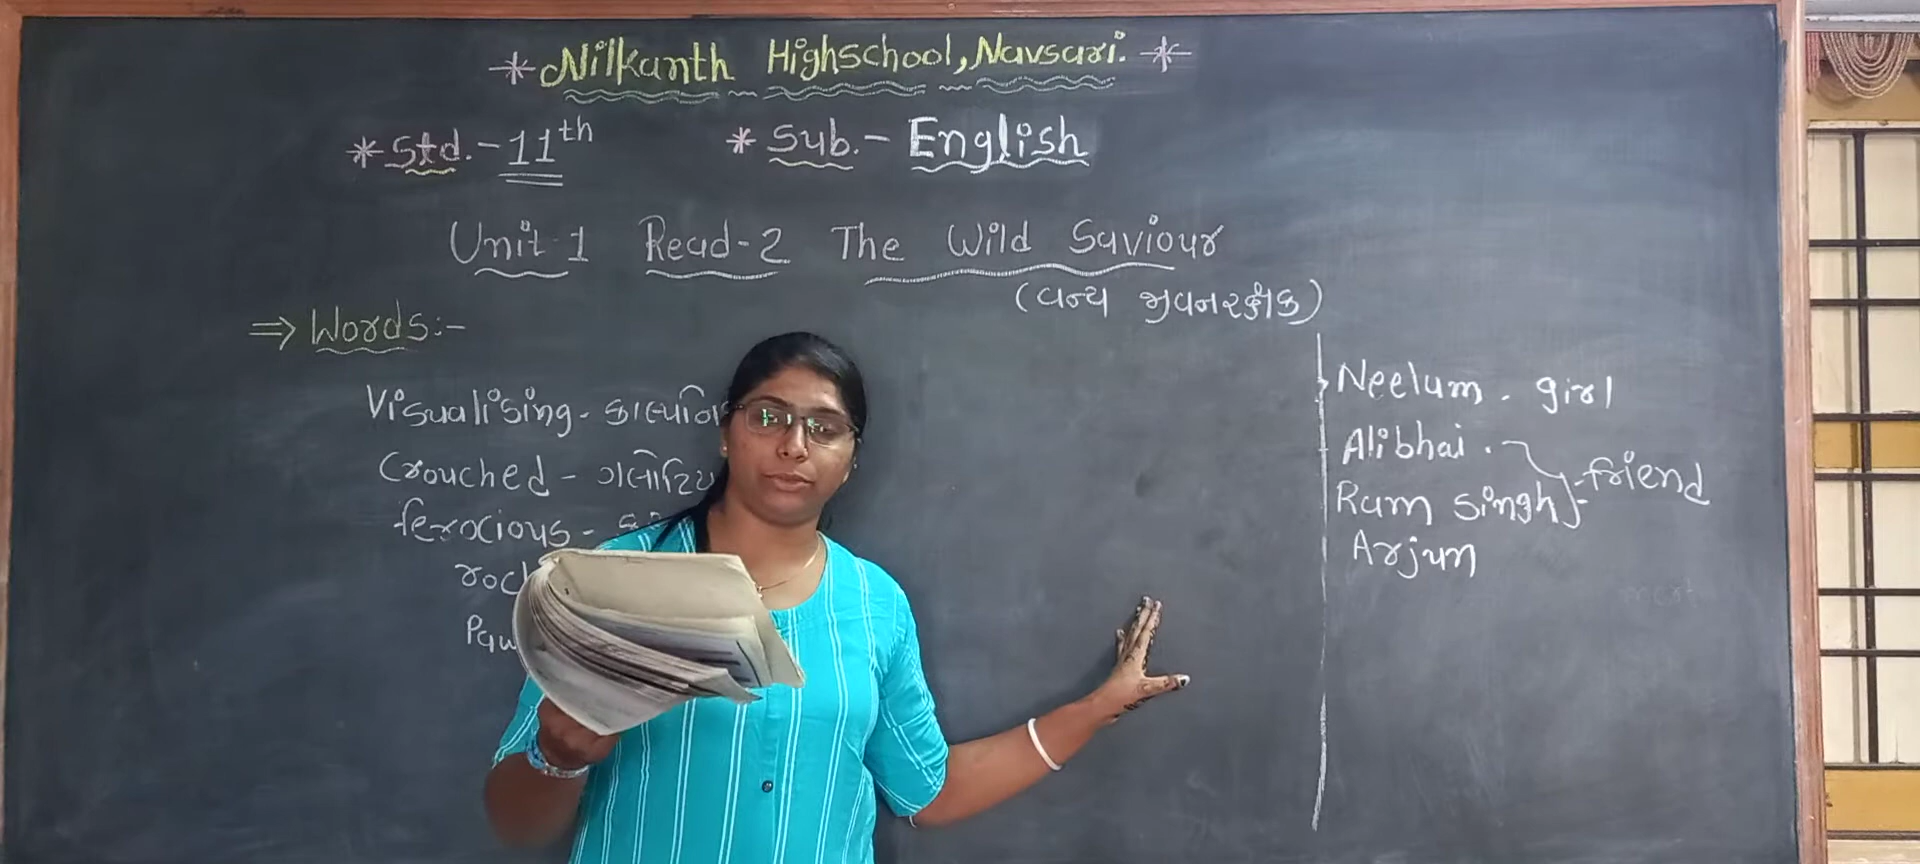 * Nilkanth Highschool, Navsari. *
* Std. - 11th * Sub. - English
Unit-1 Read-2 The Wild Saviour
(વન્ય જીવનરક્ષક)
⇒ Words:-
Visualising -
Crouched -
ferocious -
Neelum . girl
Alibhai .
friend
Ram Singh
Arjun